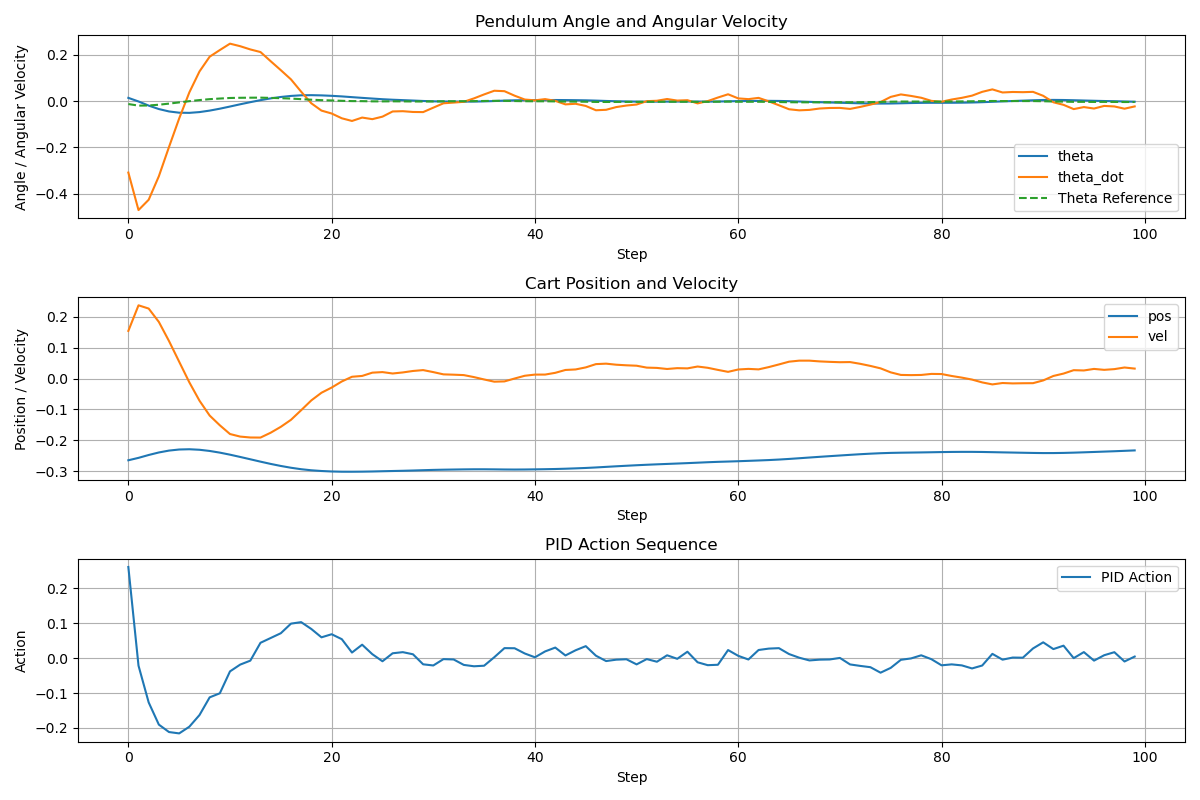 Pendulum Angle and Angular Velocity
Angle / Angular Velocity
0.2
0.0
−0.2
−0.4
theta
theta_dot
Theta Reference
0 20 40 60 80 100
Step
Cart Position and Velocity
Position / Velocity
0.2
0.1
0.0
−0.1
−0.2
−0.3
pos
vel
0 20 40 60 80 100
Step
PID Action Sequence
Action
0.2
0.1
0.0
−0.1
−0.2
PID Action
0 20 40 60 80 100
Step